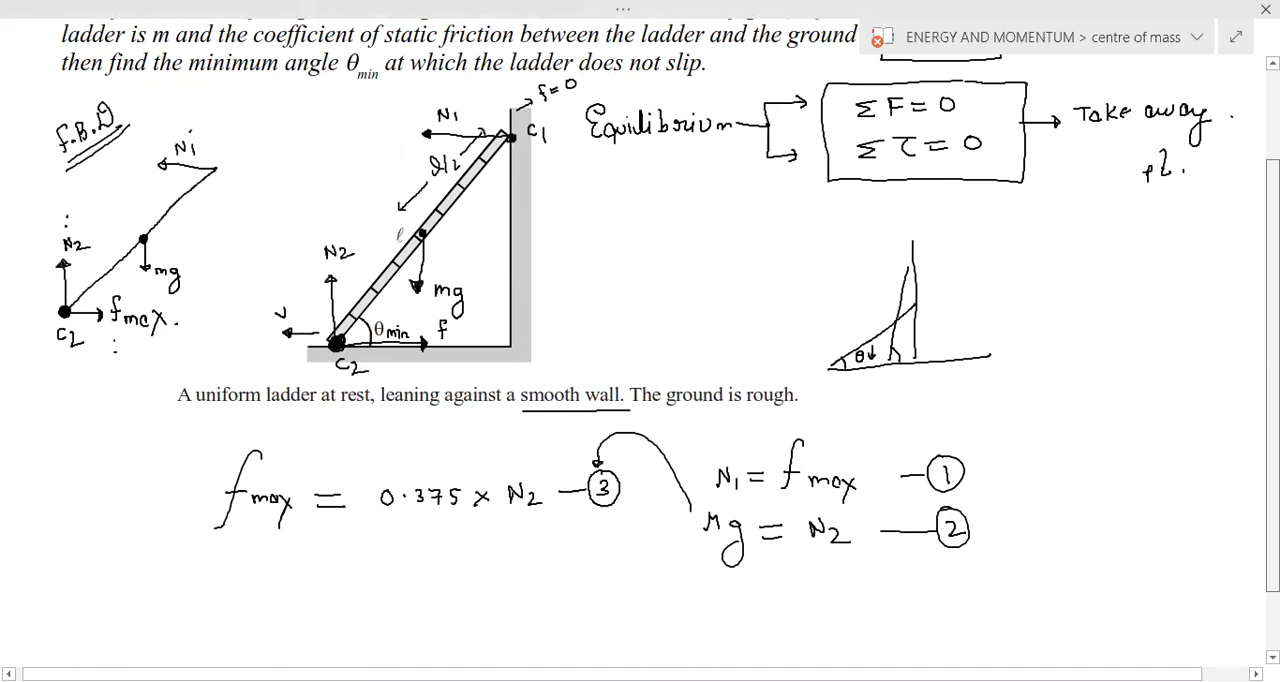 ladder is m and the coefficient of static friction between the ladder and the ground
then find the minimum angle θmin at which the ladder does not slip.
ENERGY AND MOMENTUM > centre of mass
F.B.D
N1
N2
mg
fmax.
C2
N1
f=0
C1
l/2
ℓ
N2
mg
v
θmin
f
C2
Equilibrium
ΣF=0
Στ=0
Take away
pt.
θ↓
A uniform ladder at rest, leaning against a smooth wall. The ground is rough.
fmax = 0.375 × N2 — 3
N1 = fmax — 1
Mg = N2 — 2